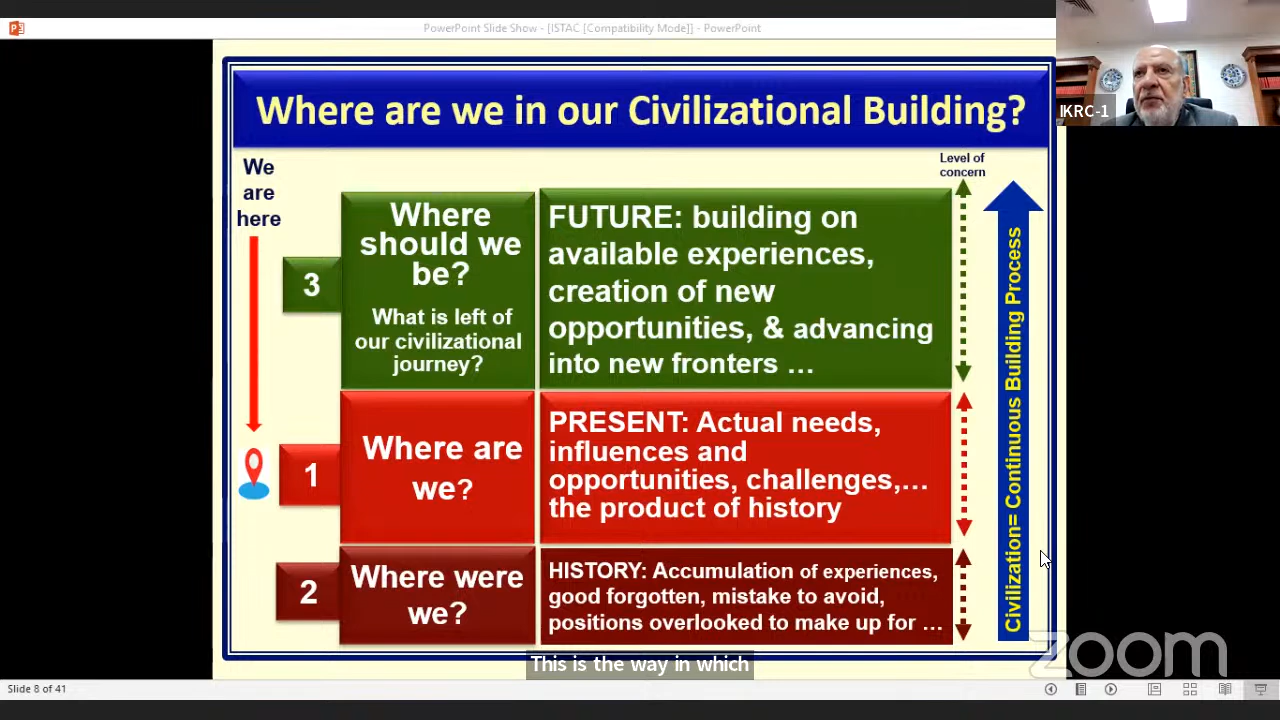 PowerPoint Slide Show - [ISTAC [Compatibility Mode]] - PowerPoint
IKRC-1
Where are we in our Civilizational Building?
We
are
here
Level of
concern
3
Where
should we
be?
What is left of
our civilizational
journey?
FUTURE: building on
available experiences,
creation of new
opportunities, & advancing
into new fronters ...
1
Where are
we?
PRESENT: Actual needs,
influences and
opportunities, challenges,...
the product of history
2
Where were
we?
HISTORY: Accumulation of experiences,
good forgotten, mistake to avoid,
positions overlooked to make up for ...
Civilization= Continuous Building Process
This is the way in which
zoom
Slide 8 of 41